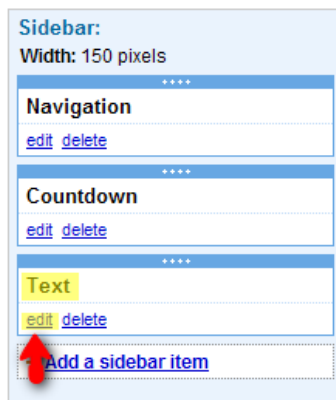 Sidebar:
Width: 150 pixels
Navigation
edit delete
Countdown
edit delete
Text
edit delete
Add a sidebar item